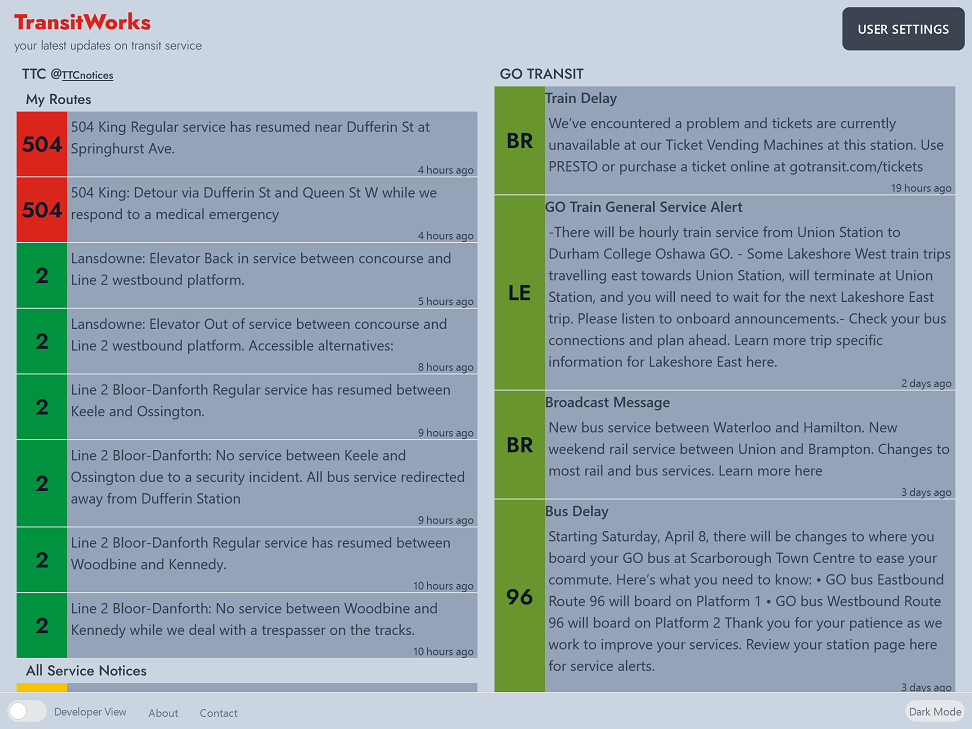 TransitWorks
your latest updates on transit service
USER SETTINGS
TTC @TTCnotices
My Routes
504
504 King Regular service has resumed near Dufferin St at
Springhurst Ave.
4 hours ago
504
504 King: Detour via Dufferin St and Queen St W while we
respond to a medical emergency
4 hours ago
2
Lansdowne: Elevator Back in service between concourse and
Line 2 westbound platform.
5 hours ago
2
Lansdowne: Elevator Out of service between concourse and
Line 2 westbound platform. Accessible alternatives:
8 hours ago
2
Line 2 Bloor-Danforth Regular service has resumed between
Keele and Ossington.
9 hours ago
2
Line 2 Bloor-Danforth: No service between Keele and
Ossington due to a security incident. All bus service redirected
away from Dufferin Station
9 hours ago
2
Line 2 Bloor-Danforth Regular service has resumed between
Woodbine and Kennedy.
10 hours ago
2
Line 2 Bloor-Danforth: No service between Woodbine and
Kennedy while we deal with a trespasser on the tracks.
10 hours ago
All Service Notices
GO TRANSIT
BR
Train Delay
We've encountered a problem and tickets are currently
unavailable at our Ticket Vending Machines at this station. Use
PRESTO or purchase a ticket online at gotransit.com/tickets
19 hours ago
LE
GO Train General Service Alert
-There will be hourly train service from Union Station to
Durham College Oshawa GO. - Some Lakeshore West train trips
travelling east towards Union Station, will terminate at Union
Station, and you will need to wait for the next Lakeshore East
trip. Please listen to onboard announcements.- Check your bus
connections and plan ahead. Learn more trip specific
information for Lakeshore East here.
2 days ago
BR
Broadcast Message
New bus service between Waterloo and Hamilton. New
weekend rail service between Union and Brampton. Changes to
most rail and bus services. Learn more here
3 days ago
96
Bus Delay
Starting Saturday, April 8, there will be changes to where you
board your GO bus at Scarborough Town Centre to ease your
commute. Here's what you need to know: • GO bus Eastbound
Route 96 will board on Platform 1 • GO bus Westbound Route
96 will board on Platform 2 Thank you for your patience as we
work to improve your services. Review your station page here
for service alerts.
3 days ago
Developer View
About
Contact
Dark Mode